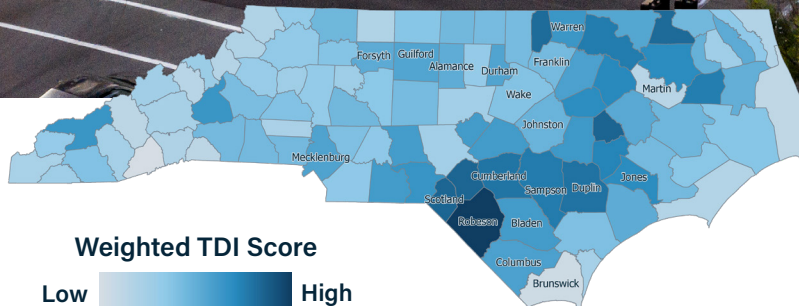 Warren
Forsyth Guilford
Alamance Durham Franklin
Wake
Martin
Johnston
Mecklenburg
Cumberland
Sampson Duplin Jones
Scotland
Robeson Bladen
Columbus
Brunswick
Weighted TDI Score
Low High